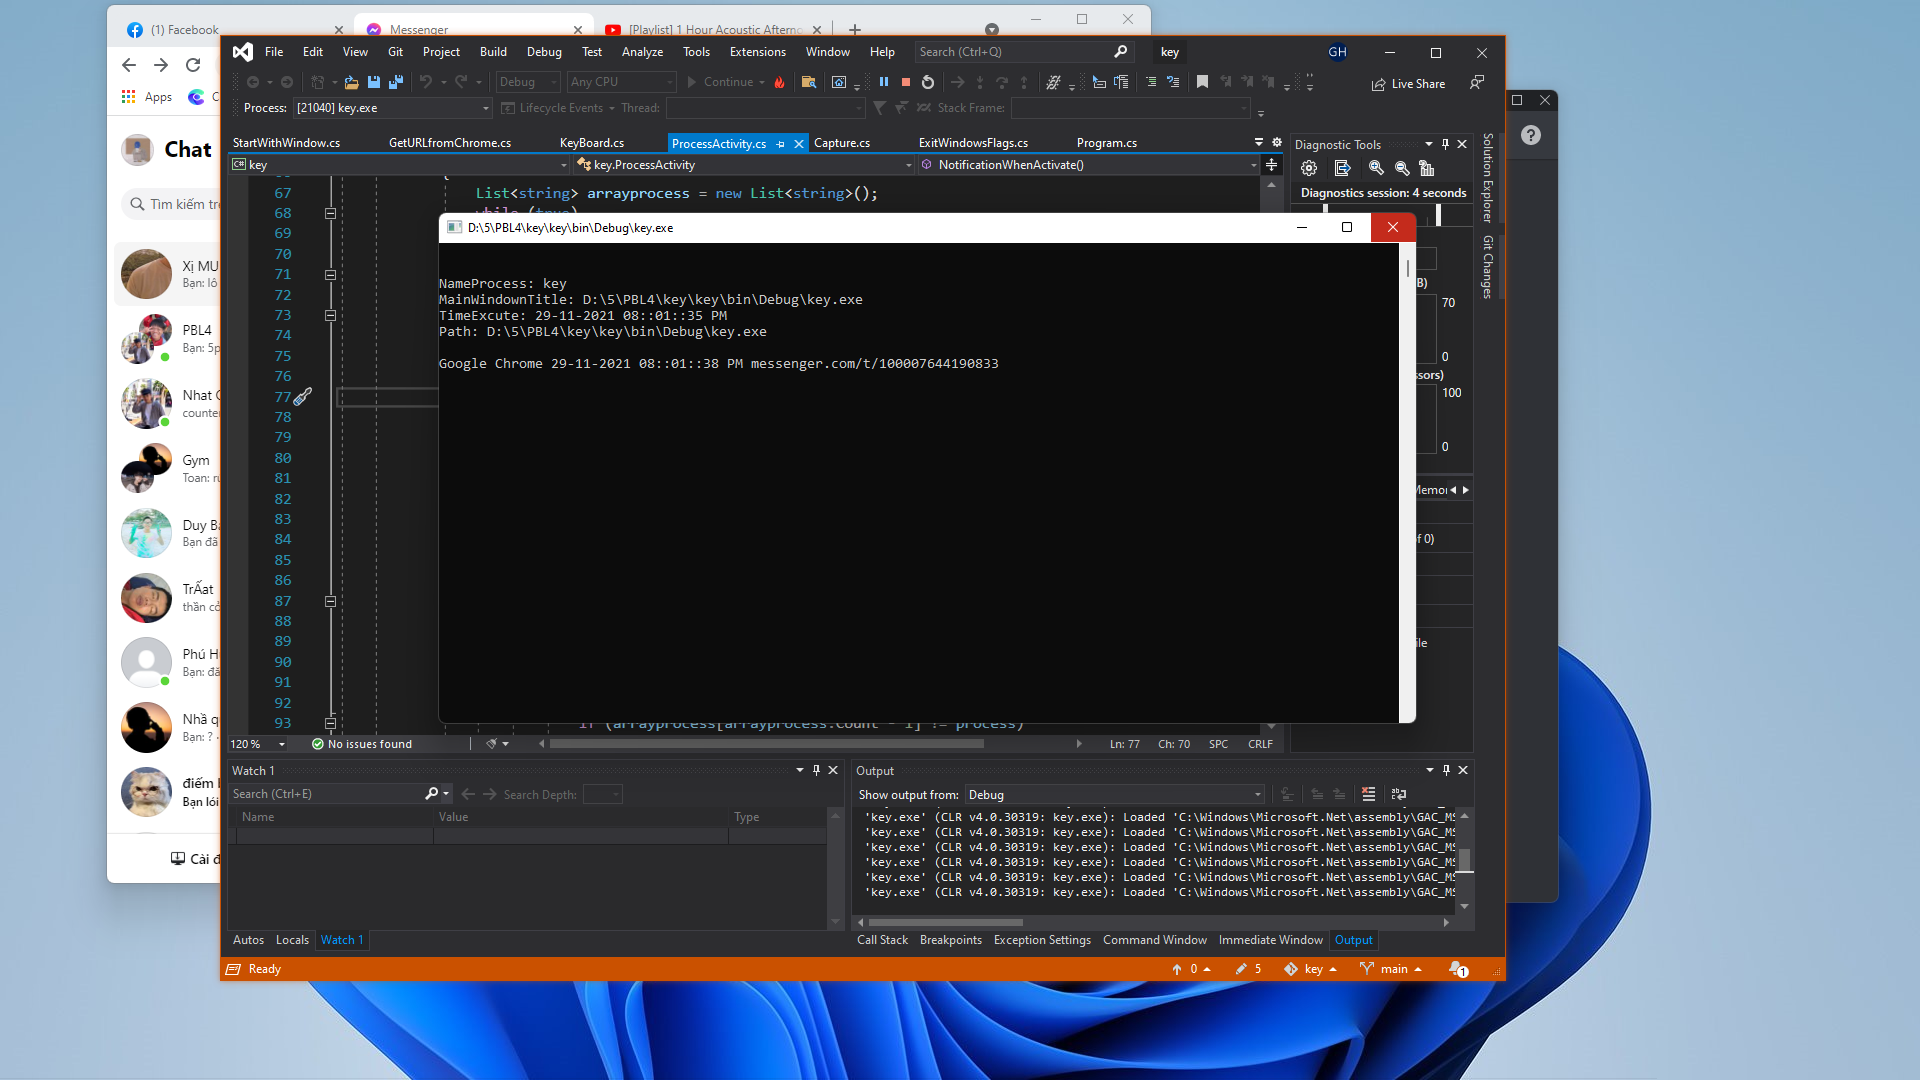 (1) Facebook
Messenger
[Playlist] 1 Hour Acoustic Afterno
File Edit View Git Project Build Debug Test Analyze Tools Extensions Window Help
Search (Ctrl+Q)
key
GH
Apps
Debug
Any CPU
Continue
Live Share
Process: [21040] key.exe
Lifecycle Events
Thread:
Stack Frame:
StartWithWindow.cs GetURLfromChrome.cs KeyBoard.cs ProcessActivity.cs Capture.cs ExitWindowsFlags.cs Program.cs
C# key
key.ProcessActivity
NotificationWhenActivate()
Chat
Tìm kiếm
Xị MU
Bạn: lô
PBL4
Bạn: 5p
Nhat
counter
Gym
Toan:
Duy
Bạn đã
TrẤat
thần
Phú
Bạn:
Nhã
Bạn: ? ·
điểm
Bạn lói
Cài
67 List<string> arrayprocess = new List<string>();
68 while (true)
69
70
71
72
73
74
75
76
77
78
79
80
81
82
83
84
85
86
87
88
89
90
91
92
93 if (arrayprocess[arrayprocess.Count - 1] != process)
D:\5\PBL4\key\key\bin\Debug\key.exe
NameProcess: key
MainWindownTitle: D:\5\PBL4\key\key\bin\Debug\key.exe
TimeExcute: 29-11-2021 08::01::35 PM
Path: D:\5\PBL4\key\key\bin\Debug\key.exe
Google Chrome 29-11-2021 08::01::38 PM messenger.com/t/100007644190833
Diagnostic Tools
Diagnostics session: 4 seconds
B)
70
0
ssors)
100
0
Memor
f 0)
ile
Solution Explorer
Git Changes
?
120 %
No issues found
Ln: 77 Ch: 70 SPC CRLF
Watch 1
Search (Ctrl+E)
Search Depth:
Name Value Type
Autos Locals Watch 1
Output
Show output from: Debug
'key.exe' (CLR v4.0.30319: key.exe): Loaded 'C:\Windows\Microsoft.Net\assembly\GAC_MS
'key.exe' (CLR v4.0.30319: key.exe): Loaded 'C:\Windows\Microsoft.Net\assembly\GAC_MS
'key.exe' (CLR v4.0.30319: key.exe): Loaded 'C:\Windows\Microsoft.Net\assembly\GAC_MS
'key.exe' (CLR v4.0.30319: key.exe): Loaded 'C:\Windows\Microsoft.Net\assembly\GAC_MS
'key.exe' (CLR v4.0.30319: key.exe): Loaded 'C:\Windows\Microsoft.Net\assembly\GAC_MS
'key.exe' (CLR v4.0.30319: key.exe): Loaded 'C:\Windows\Microsoft.Net\assembly\GAC_MS
Call Stack Breakpoints Exception Settings Command Window Immediate Window Output
Ready
0 5 key main 1